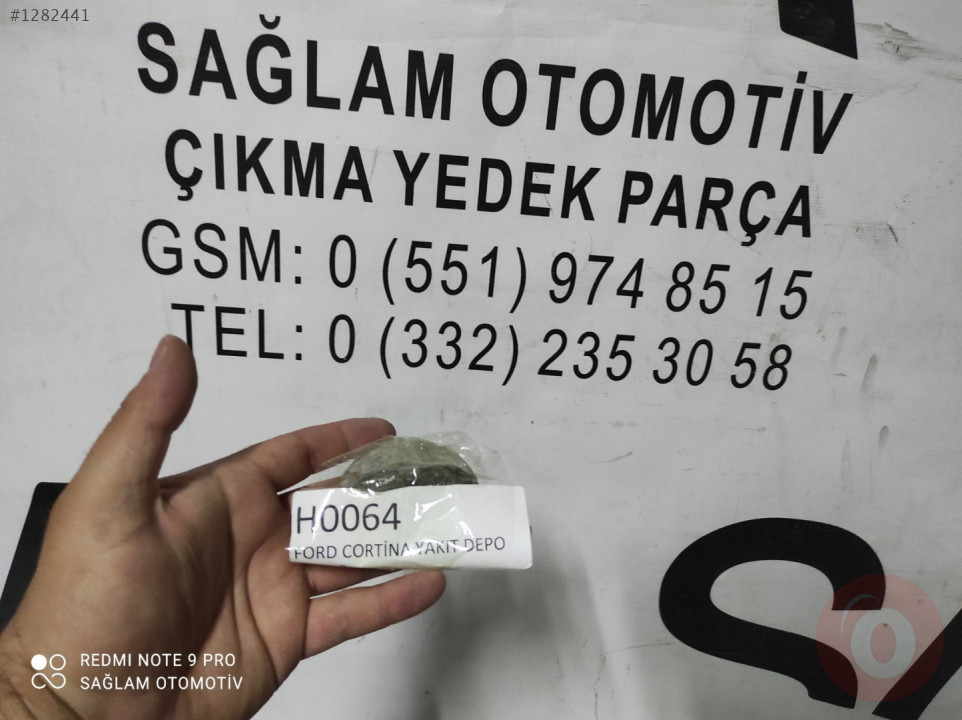 #1282441
SAĞLAM OTOMOTİV
ÇIKMA YEDEK PARÇA
GSM: 0 (551) 974 85 15
TEL: 0 (332) 235 30 58
H0064
FORD CORTİNA YAKIT DEPO
REDMI NOTE 9 PRO
SAĞLAM OTOMOTİV